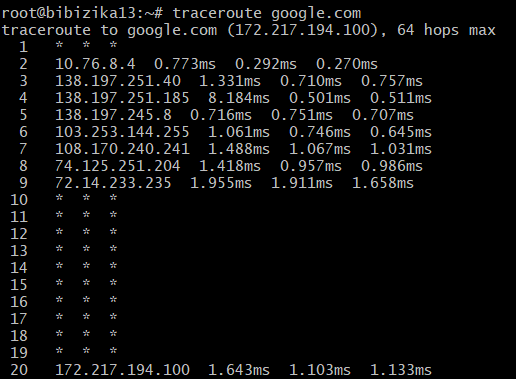 root@bibizika13:~# traceroute google.com
traceroute to google.com (172.217.194.100), 64 hops max
  1   *  *  *
  2   10.76.8.4  0.773ms  0.292ms  0.270ms
  3   138.197.251.40  1.331ms  0.710ms  0.757ms
  4   138.197.251.185  8.184ms  0.501ms  0.511ms
  5   138.197.245.8  0.716ms  0.751ms  0.707ms
  6   103.253.144.255  1.061ms  0.746ms  0.645ms
  7   108.170.240.241  1.488ms  1.067ms  1.031ms
  8   74.125.251.204  1.418ms  0.957ms  0.986ms
  9   72.14.233.235  1.955ms  1.911ms  1.658ms
 10   *  *  *
 11   *  *  *
 12   *  *  *
 13   *  *  *
 14   *  *  *
 15   *  *  *
 16   *  *  *
 17   *  *  *
 18   *  *  *
 19   *  *  *
 20   172.217.194.100  1.643ms  1.103ms  1.133ms